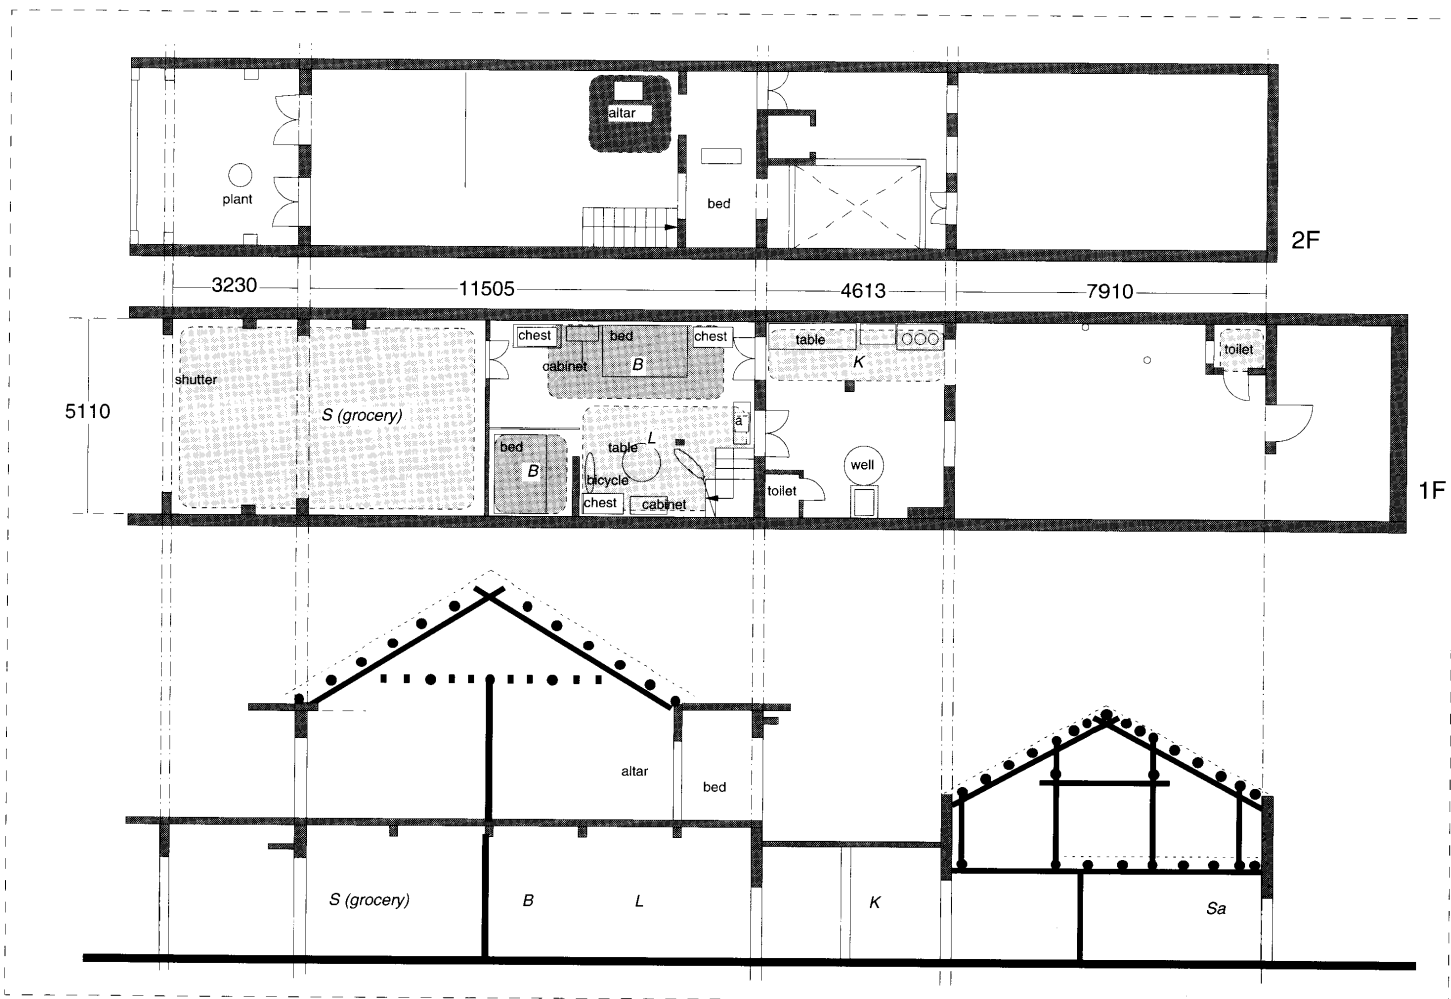 altar
plant
bed
2F
3230
11505
4613
7910
chest
bed
chest
table
cabinet
B
K
toilet
shutter
5110
S (grocery)
a
bed
table
L
B
bicycle
well
toilet
chest
cabinet
1F
altar
bed
S (grocery)
B
L
K
Sa